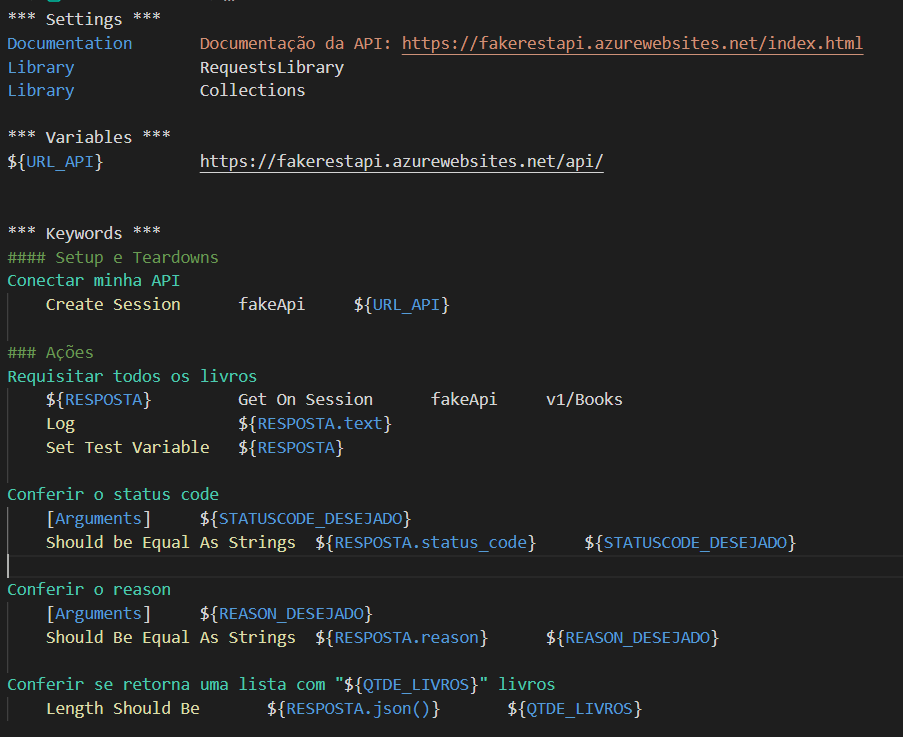 *** Settings ***
Documentation       Documentação da API: https://fakerestapi.azurewebsites.net/index.html
Library             RequestsLibrary
Library             Collections
*** Variables ***
${URL_API}          https://fakerestapi.azurewebsites.net/api/
*** Keywords ***
#### Setup e Teardowns
Conectar minha API
    Create Session      fakeApi     ${URL_API}
### Ações
Requisitar todos os livros
    ${RESPOSTA}         Get On Session      fakeApi     v1/Books
    Log                 ${RESPOSTA.text}
    Set Test Variable   ${RESPOSTA}
Conferir o status code
    [Arguments]     ${STATUSCODE_DESEJADO}
    Should be Equal As Strings  ${RESPOSTA.status_code}     ${STATUSCODE_DESEJADO}
Conferir o reason
    [Arguments]     ${REASON_DESEJADO}
    Should Be Equal As Strings  ${RESPOSTA.reason}      ${REASON_DESEJADO}
Conferir se retorna uma lista com "${QTDE_LIVROS}" livros
    Length Should Be       ${RESPOSTA.json()}       ${QTDE_LIVROS}